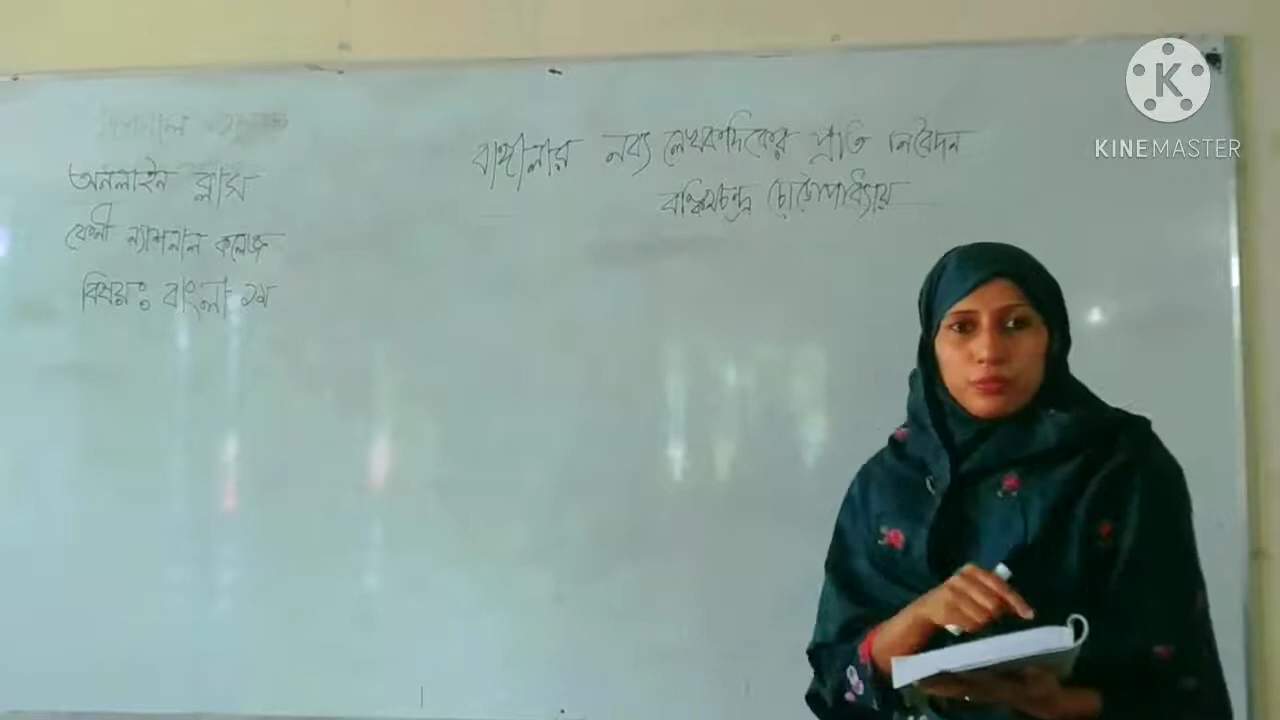 অনলাইন ক্লাস
ফেনী ন্যাশনাল কলেজ
বিষয়ঃ বাংলা ১ম
বাঙ্গালার নব্য লেখকদিগের প্রতি নিবেদন
বঙ্কিমচন্দ্র চট্টোপাধ্যায়
K
KINEMASTER